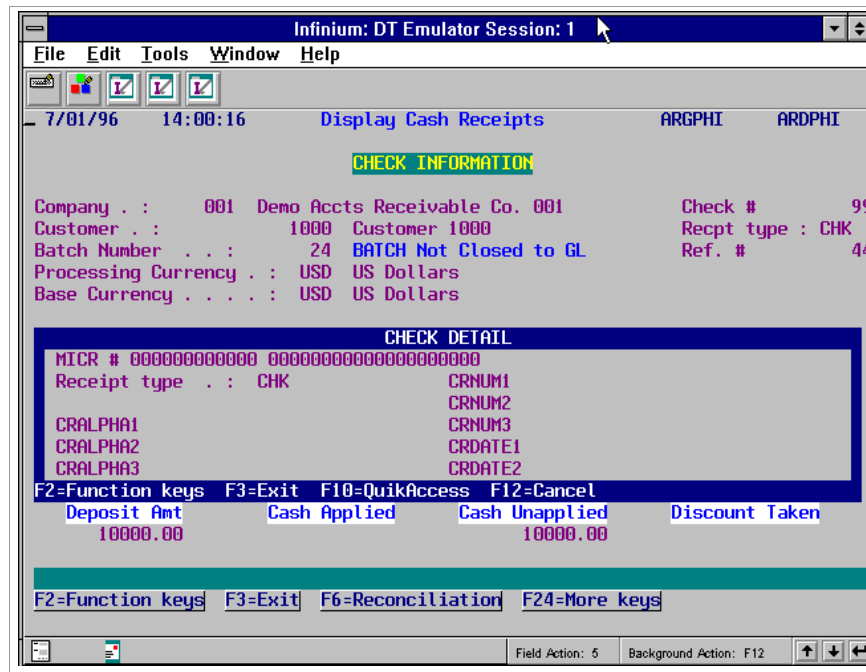 Infinium: DT Emulator Session: 1
File Edit Tools Window Help
7/01/96 14:00:16 Display Cash Receipts ARGPHI ARDPHI
CHECK INFORMATION
Company . : 001 Demo Accts Receivable Co. 001 Check # 99
Customer . : 1000 Customer 1000 Recpt type : CHK
Batch Number . . : 24 BATCH Not Closed to GL Ref. # 44
Processing Currency . : USD US Dollars
Base Currency . . . . : USD US Dollars
CHECK DETAIL
MICR # 000000000000 00000000000000000000
Receipt type . : CHK CRNUM1
CRNUM2
CRALPHA1 CRNUM3
CRALPHA2 CRDATE1
CRALPHA3 CRDATE2
F2=Function keys F3=Exit F10=QuikAccess F12=Cancel
Deposit Amt Cash Applied Cash Unapplied Discount Taken
10000.00 10000.00
F2=Function keys F3=Exit F6=Reconciliation F24=More keys
Field Action: 5 Background Action: F12